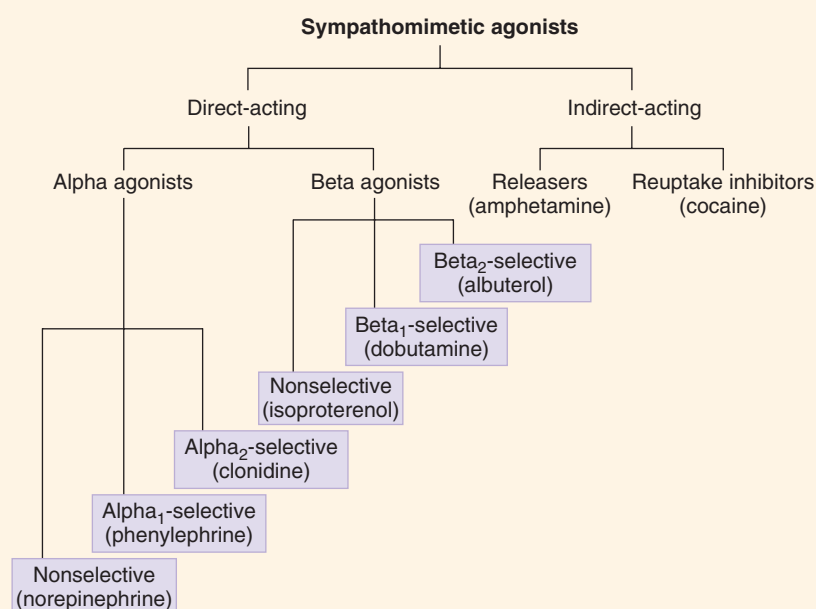 Sympathomimetic agonists
Direct-acting
Indirect-acting
Alpha agonists
Beta agonists
Releasers
(amphetamine)
Reuptake inhibitors
(cocaine)
Beta₂-selective
(albuterol)
Beta₁-selective
(dobutamine)
Nonselective
(isoproterenol)
Alpha₂-selective
(clonidine)
Alpha₁-selective
(phenylephrine)
Nonselective
(norepinephrine)